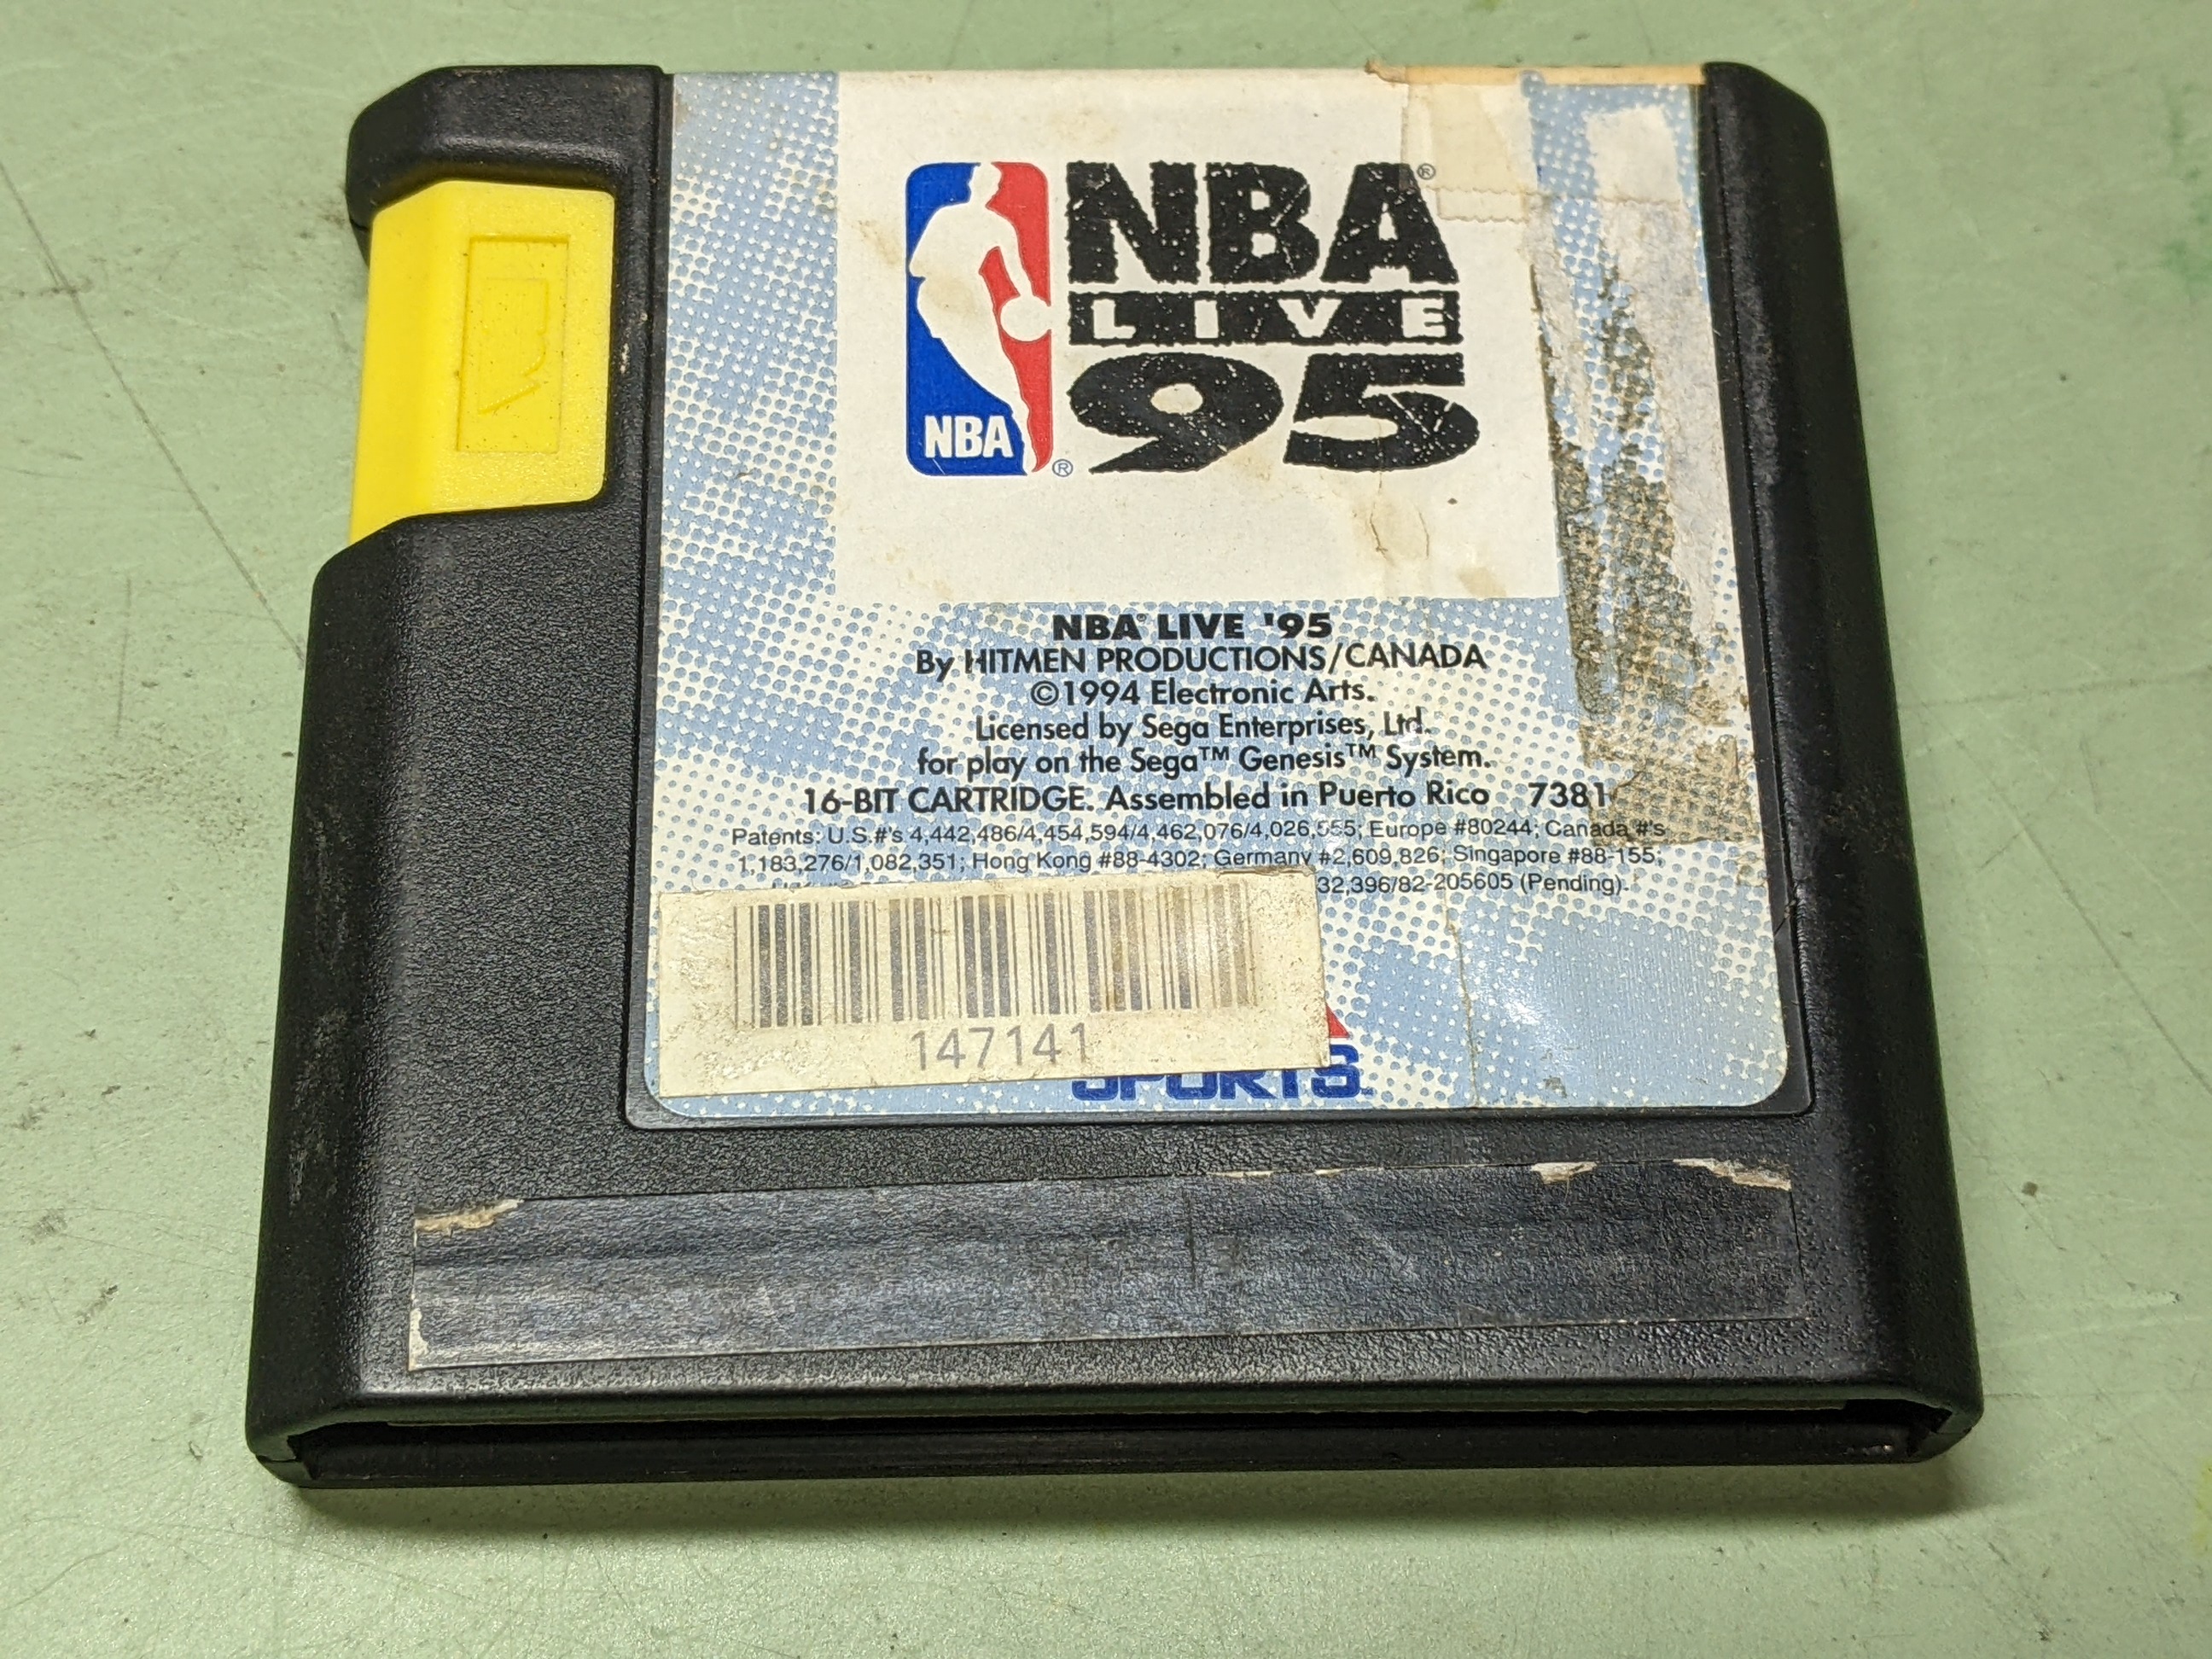 NBA®
LIVE
95
NBA ®
NBA® LIVE '95
By HITMEN PRODUCTIONS/CANADA
©1994 Electronic Arts.
Licensed by Sega Enterprises, Ltd.
for play on the Sega™ Genesis™ System.
16-BIT CARTRIDGE. Assembled in Puerto Rico 7381
Patents: U.S.#'s 4,442,486/4,454,594/4,462,076/4,026,555; Europe #80244; Canada #'s
1,183,276/1,082,351; Hong Kong #88-4302; Germany #2,609,826; Singapore #88-155;
32,396/82-205605 (Pending).
147141
SPORTS